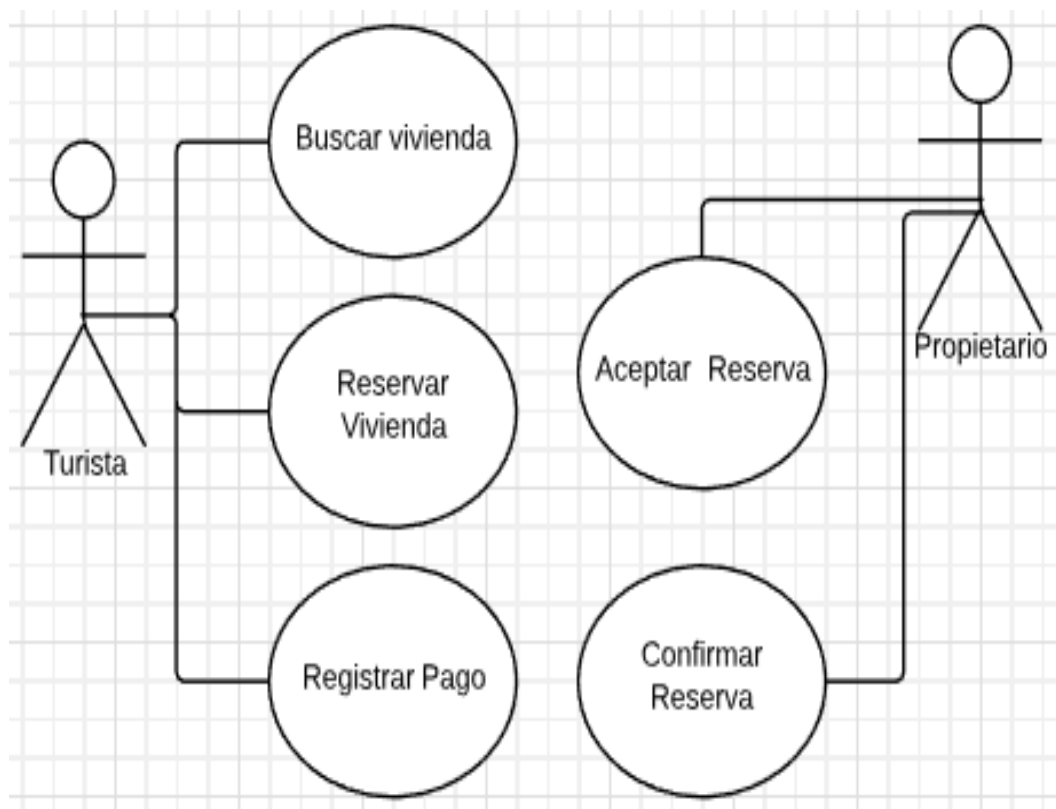 Buscar vivienda
Reservar
Vivienda
Turista
Registrar Pago
Propietario
Aceptar Reserva
Confirmar
Reserva